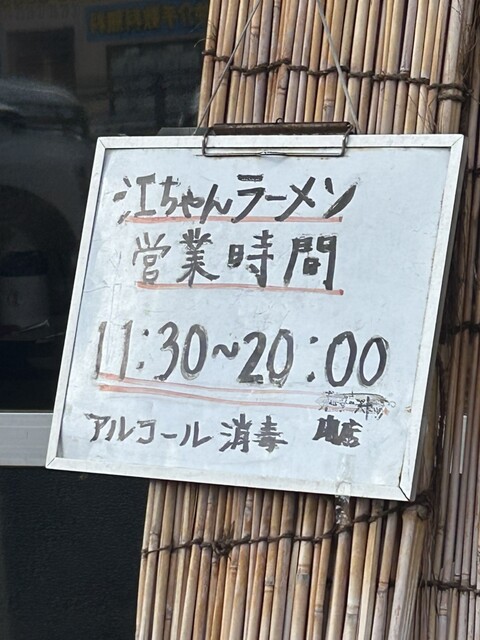 江ちゃんラーメン
営業時間
11:30~20:00
アルコール 消毒